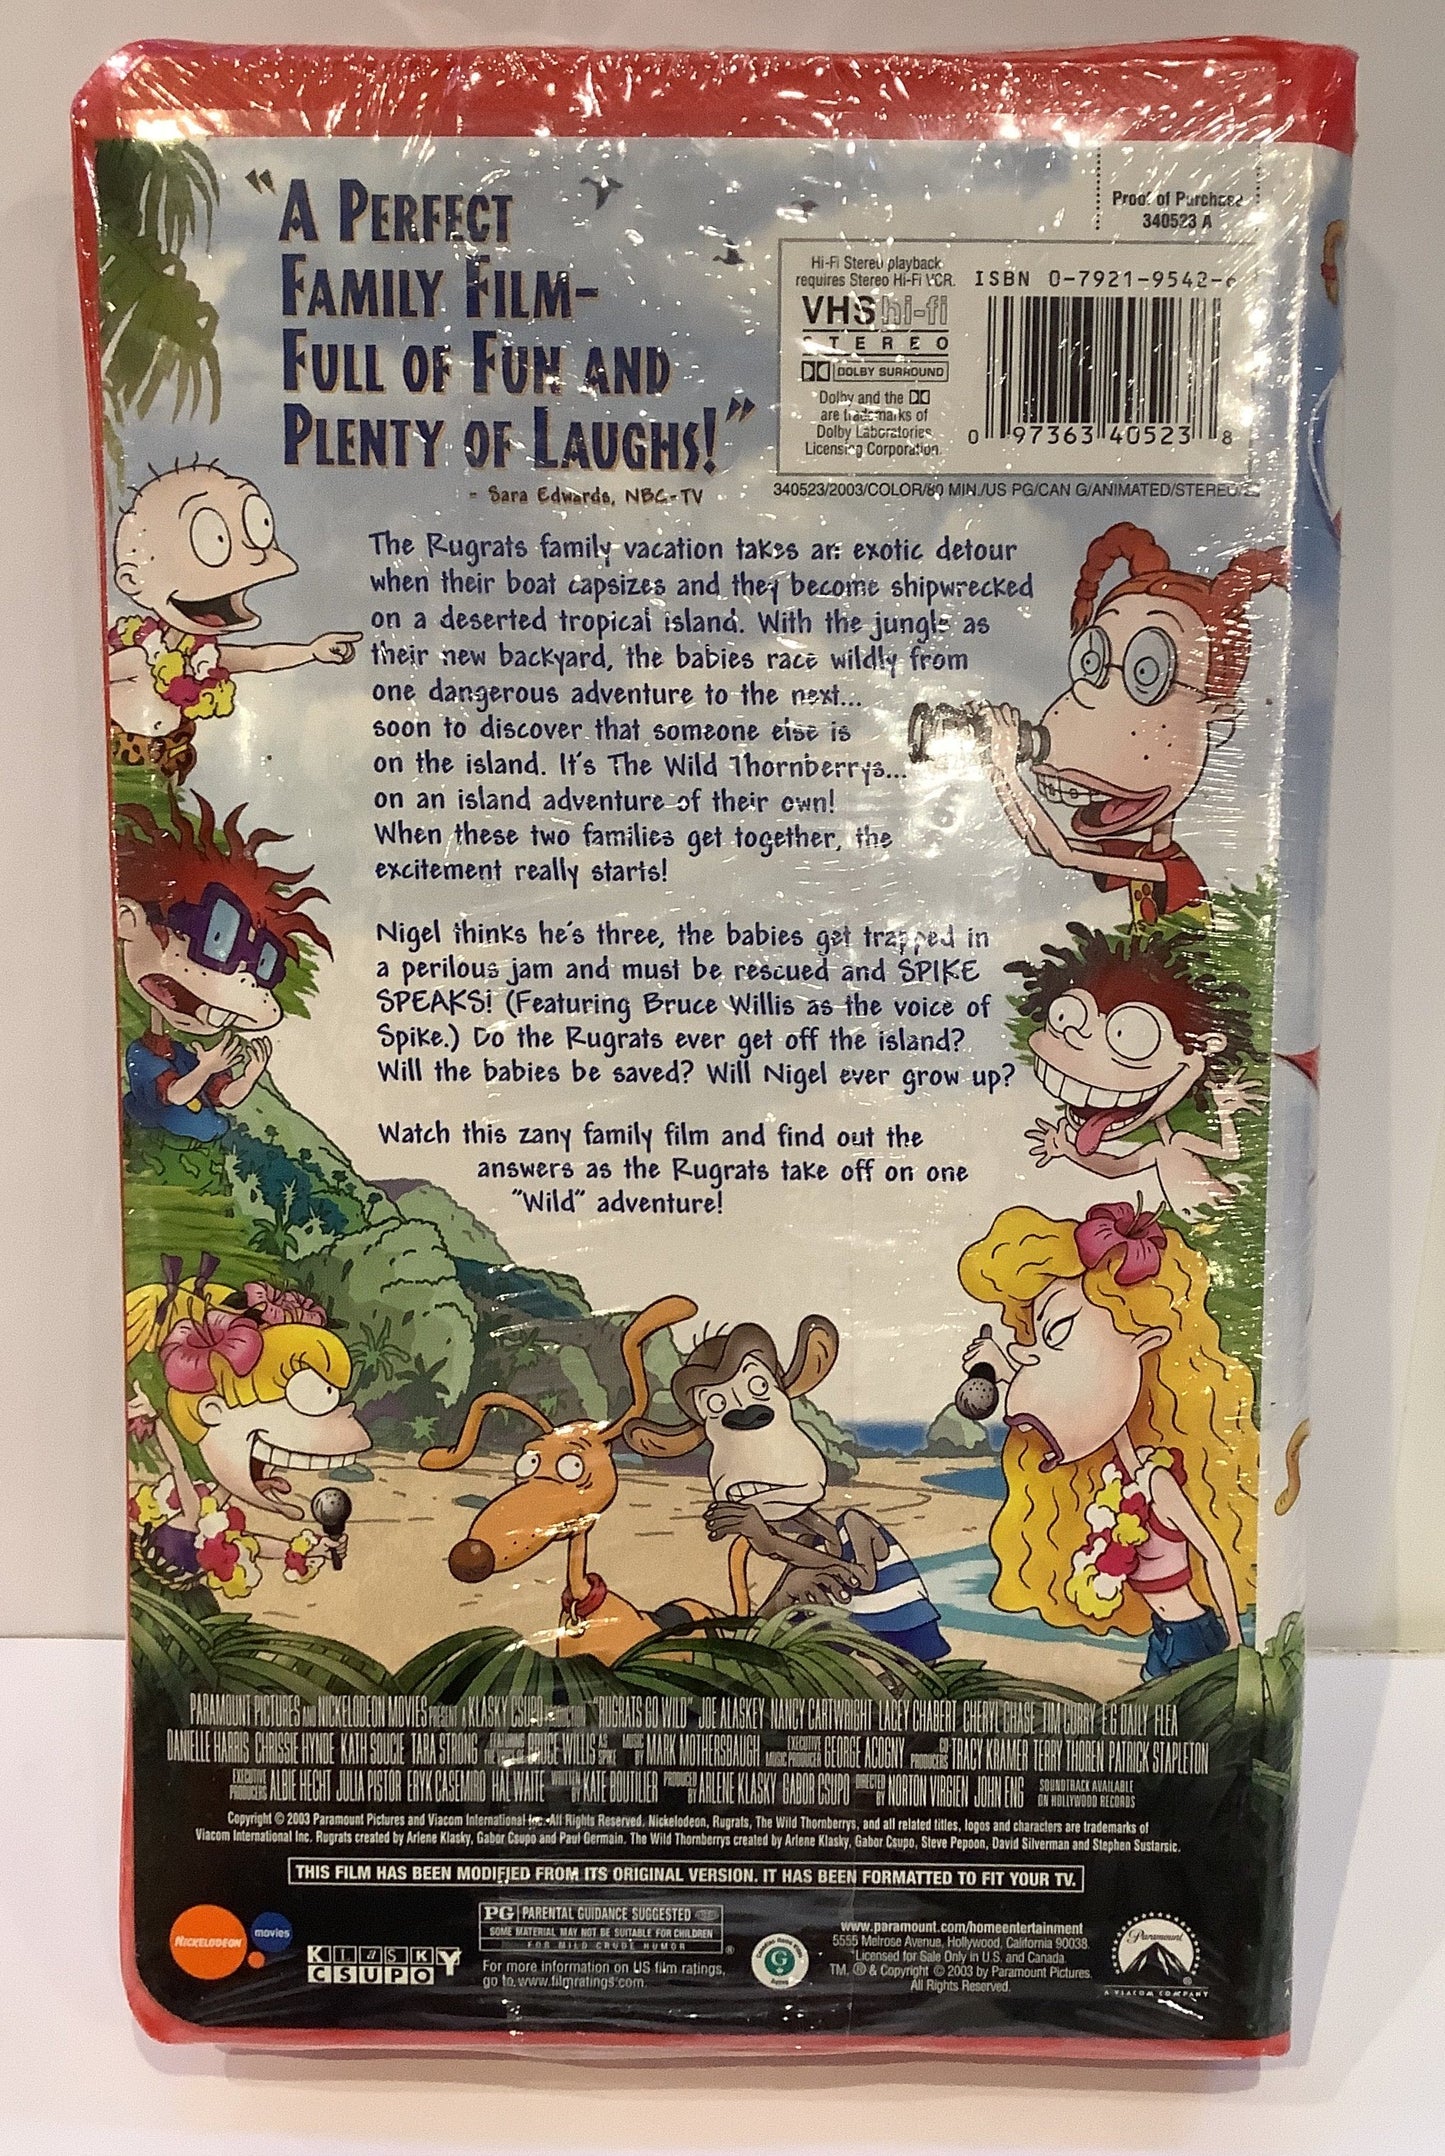 "A PERFECT
FAMILY FILM-
FULL OF FUN AND
PLENTY OF LAUGHS!"
- Sara Edwards, NBC-TV
Proof of Purchase
340523 A
Hi-Fi Stereo playback
requires Stereo Hi-Fi VCR.
VHS hi-fi
STEREO
DOLBY SURROUND
Dolby and the
are trademarks of
Dolby Laboratories
Licensing Corporation.
ISBN 0-7921-9542-6
0 97363 40523 8
340523/2003/COLOR/80 MIN./US PG/CAN G/ANIMATED/STEREO/
The Rugrats family vacation takes an exotic detour
when their boat capsizes and they become shipwrecked
on a deserted tropical island. With the jungle as
their new backyard, the babies race wildly from
one dangerous adventure to the next...
soon to discover that someone else is
on the island. It's The Wild Thornberrys...
on an island adventure of their own!
When these two families get together, the
excitement really starts!
Nigel thinks he's three, the babies get trapped in
a perilous jam and must be rescued and SPIKE
SPEAKS! (Featuring Bruce Willis as the voice of
Spike.) Do the Rugrats ever get off the island?
Will the babies be saved? Will Nigel ever grow up?
Watch this zany family film and find out the
answers as the Rugrats take off on one
"Wild" adventure!
PARAMOUNT PICTURES AND NICKELODEON MOVIES PRESENT A KLASKY CSUPO PRODUCTION "RUGRATS GO WILD" JOE ALASKEY NANCY CARTWRIGHT LACEY CHABERT CHERYL CHASE TIM CURRY E.G DAILY FLEA
DANIELLE HARRIS CHRISSIE HYNDE KATH SOUCIE TARA STRONG FEATURING THE VOICE OF BRUCE WILLIS AS SPIKE MUSIC BY MARK MOTHERSBAUGH EXECUTIVE MUSIC PRODUCER GEORGE ACOGNY CO PRODUCERS TRACY KRAMER TERRY THOREN PATRICK STAPLETON
EXECUTIVE PRODUCERS ALBIE HECHT JULIA PISTOR ERYK CASEMIRO HAL WAITE WRITTEN BY KATE BOUTILIER PRODUCED BY ARLENE KLASKY GABOR CSUPO DIRECTED BY NORTON VIRGIEN JOHN ENG SOUNDTRACK AVAILABLE ON HOLLYWOOD RECORDS
Copyright © 2003 Paramount Pictures and Viacom International Inc. All Rights Reserved. Nickelodeon, Rugrats, The Wild Thornberrys, and all related titles, logos and characters are trademarks of
Viacom International Inc. Rugrats created by Arlene Klasky, Gabor Csupo and Paul Germain. The Wild Thornberrys created by Arlene Klasky, Gabor Csupo, Steve Pepoon, David Silverman and Stephen Sustarsic.
THIS FILM HAS BEEN MODIFIED FROM ITS ORIGINAL VERSION. IT HAS BEEN FORMATTED TO FIT YOUR TV.
NICKELODEON movies
KLaSKY
CSUPO
PG PARENTAL GUIDANCE SUGGESTED
SOME MATERIAL MAY NOT BE SUITABLE FOR CHILDREN
FOR MILD CRUDE HUMOR ®
For more information on US film ratings,
go to www.filmratings.com.
G
www.paramount.com/homeentertainment
5555 Melrose Avenue, Hollywood, California 90038.
Licensed for Sale Only in U.S. and Canada.
TM, ® & Copyright © 2003 by Paramount Pictures.
All Rights Reserved.
Paramount
A VIACOM COMPANY